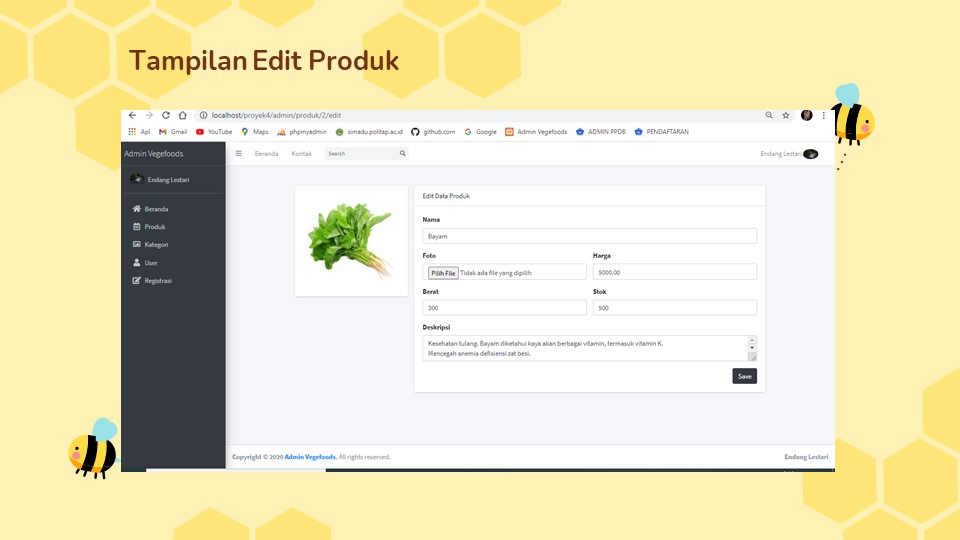 Tampilan Edit Produk
localhost/proyek4/admin/produk/2/edit
Apl Gmail YouTube Maps phpmyadmin simadu.politap.ac.id github.com Google Admin Vegefoods ADMIN PPDB PENDAFTARAN
Admin Vegefoods
Beranda Kontak Search Endang Lestari
Endang Lestari
Beranda
Produk
Kategori
User
Registrasi
Edit Data Produk
Nama
Bayam
Foto Harga
Pilih File Tidak ada file yang dipilih 5000.00
Berat Stok
300 500
Deskripsi
Kesehatan tulang. Bayam diketahui kaya akan berbagai vitamin, termasuk vitamin K.
Mencegah anemia defisiensi zat besi.
Save
Copyright © 2020 Admin Vegefoods. All rights reserved. Endang Lestari